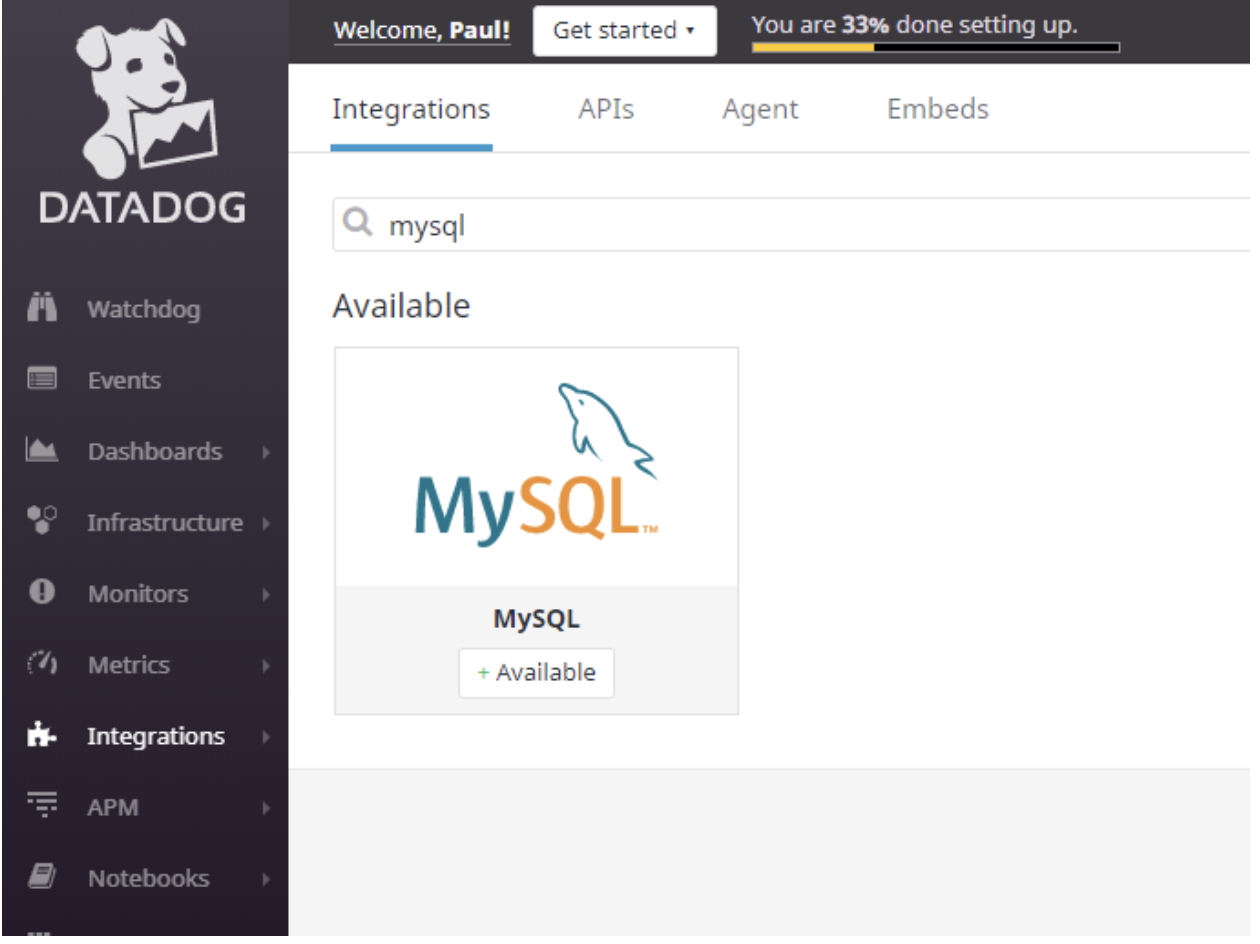 DATADOG
Watchdog
Events
Dashboards
Infrastructure
Monitors
Metrics
Integrations
APM
Notebooks
Welcome, Paul!
Get started
You are 33% done setting up.
Integrations
APIs
Agent
Embeds
mysql
Available
MySQL™
MySQL
+ Available